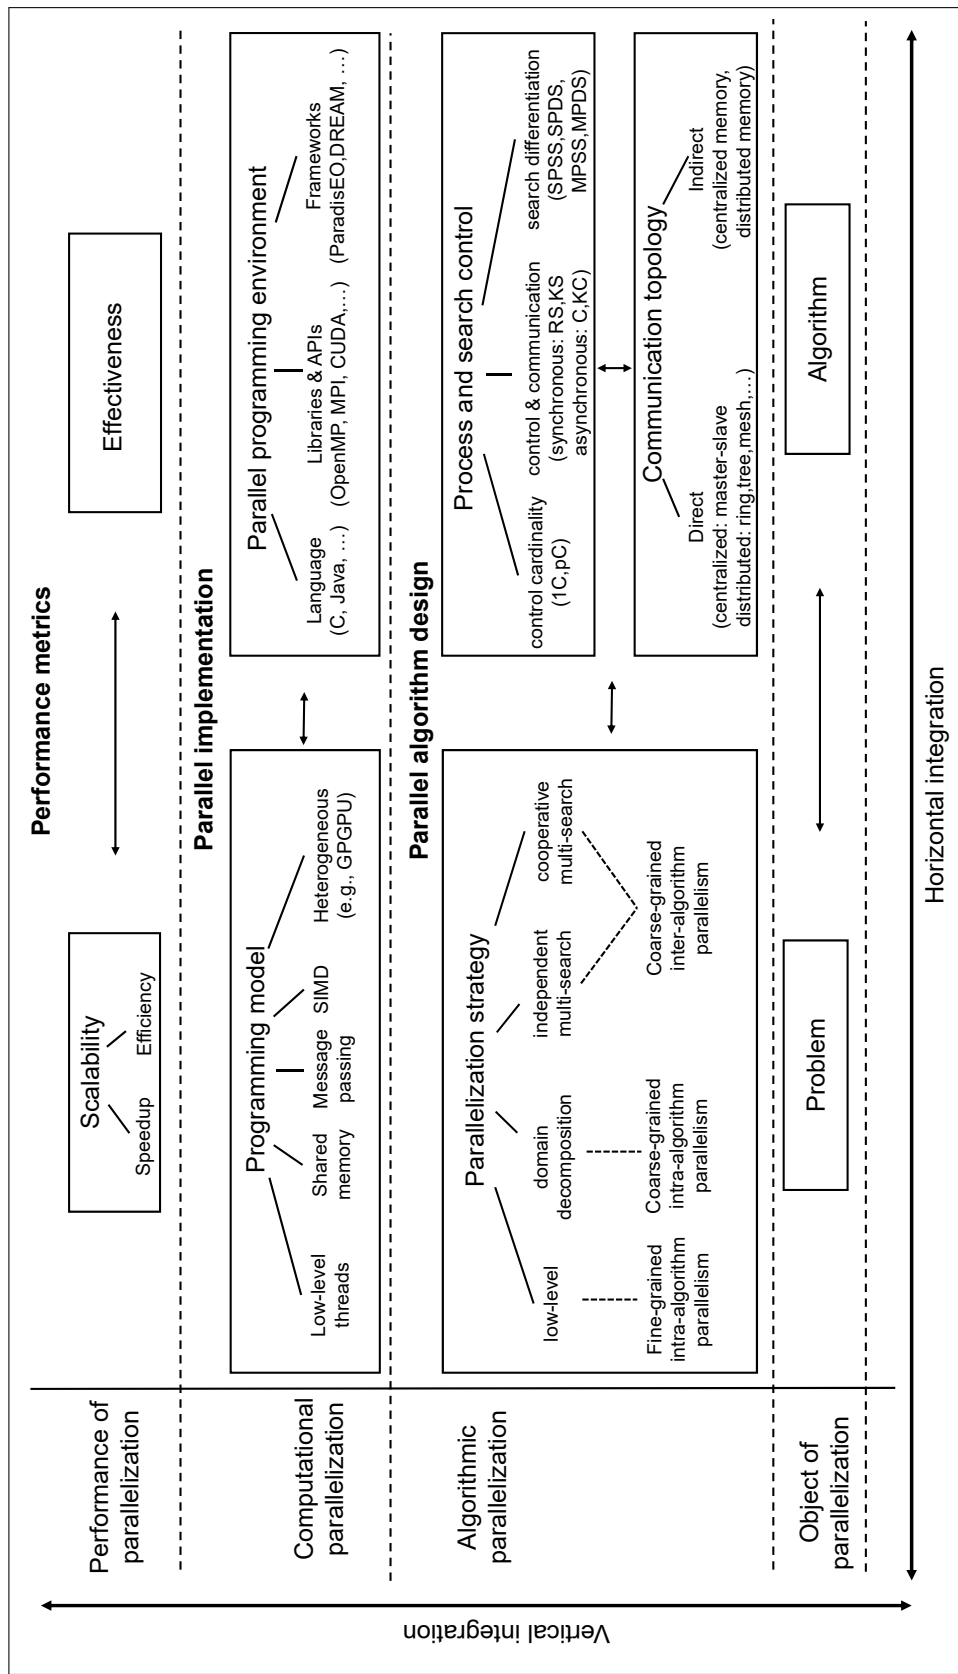 Performance of
parallelization
Performance metrics
Scalability
Speedup
Efficiency
Effectiveness
Computational
parallelization
Parallel implementation
Programming model
Low-level
threads
Shared
memory
Message
passing
SIMD
Heterogeneous
(e.g., GPGPU)
Parallel programming environment
Language
(C, Java, …)
Libraries & APIs
(OpenMP, MPI, CUDA,…)
Frameworks
(ParadisEO,DREAM, …)
Algorithmic
parallelization
Parallel algorithm design
Parallelization strategy
low-level
domain
decomposition
independent
multi-search
cooperative
multi-search
Fine-grained
intra-algorithm
parallelism
Coarse-grained
intra-algorithm
parallelism
Coarse-grained
inter-algorithm
parallelism
Process and search control
control cardinality
(1C,pC)
control & communication
(synchronous: RS,KS
asynchronous: C,KC)
search differentiation
(SPSS,SPDS,
MPSS,MPDS)
Communication topology
Direct
(centralized: master-slave
distributed: ring,tree,mesh,…)
Indirect
(centralized memory,
distributed memory)
Object of
parallelization
Problem
Algorithm
Vertical integration
Horizontal integration